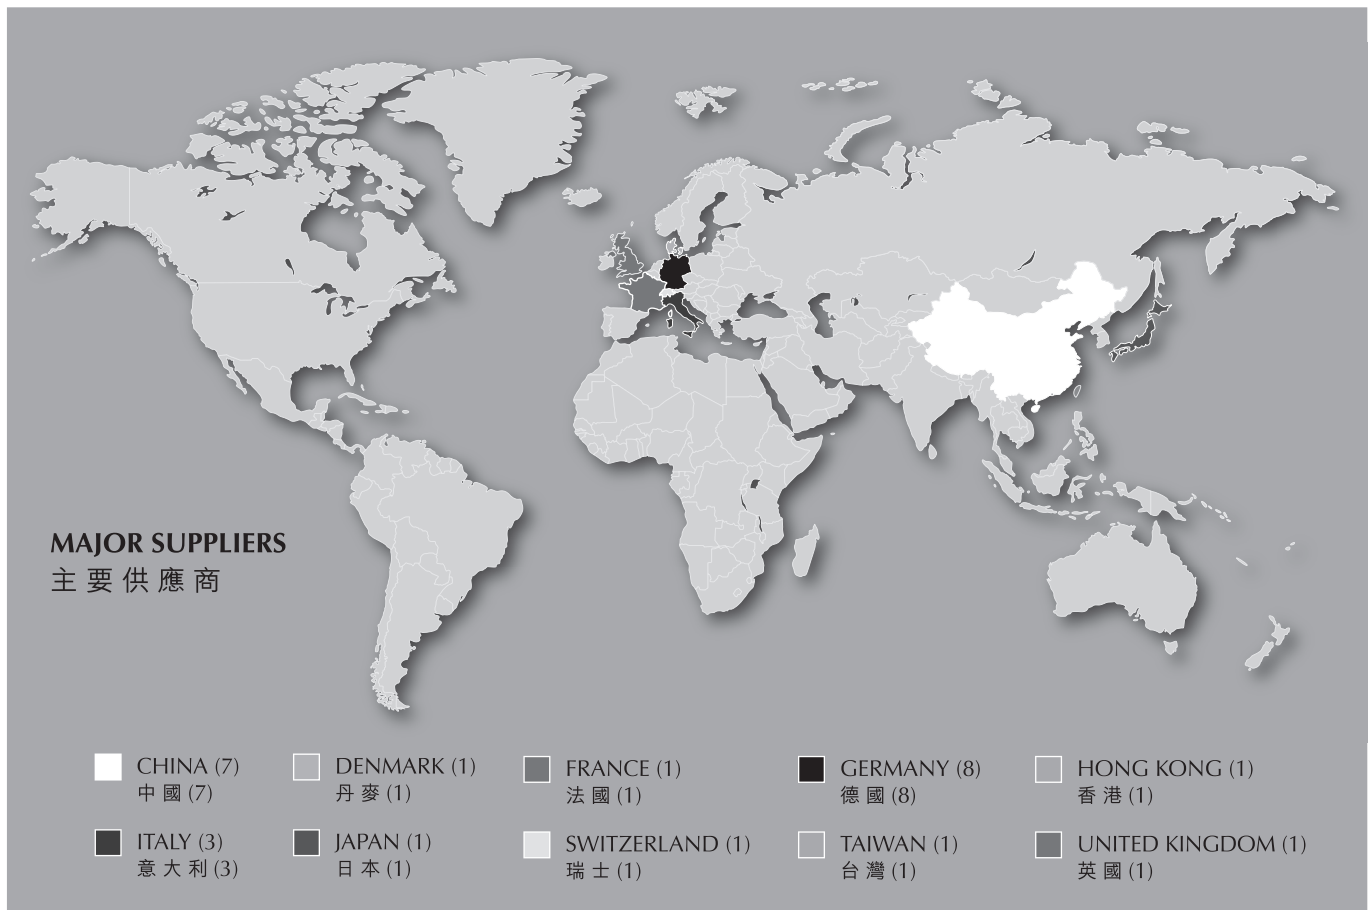 MAJOR SUPPLIERS
主要供應商
CHINA (7)
中國 (7)
DENMARK (1)
丹麥 (1)
FRANCE (1)
法國 (1)
GERMANY (8)
德國 (8)
HONG KONG (1)
香港 (1)
ITALY (3)
意大利 (3)
JAPAN (1)
日本 (1)
SWITZERLAND (1)
瑞士 (1)
TAIWAN (1)
台灣 (1)
UNITED KINGDOM (1)
英國 (1)